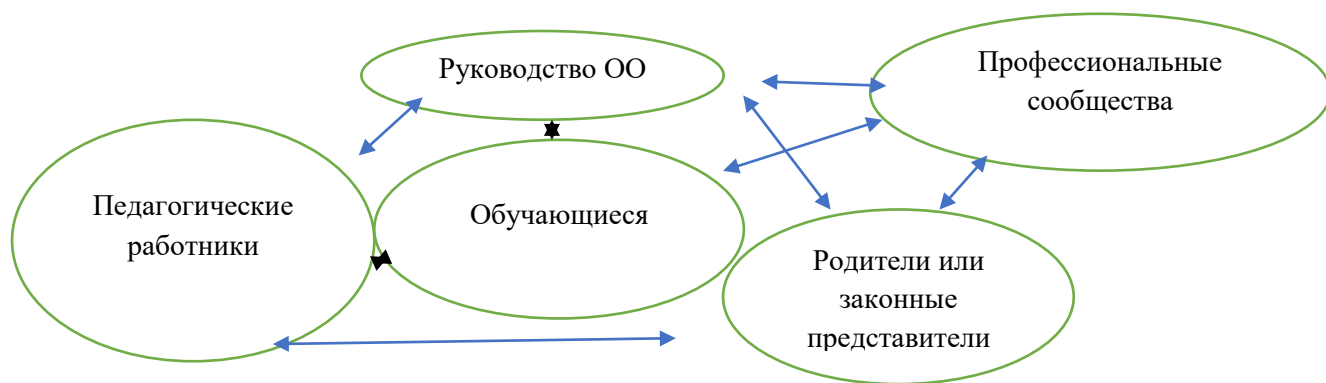 Руководство ОО
Профессиональные
сообщества
Педагогические
работники
Обучающиеся
Родители или
законные
представители